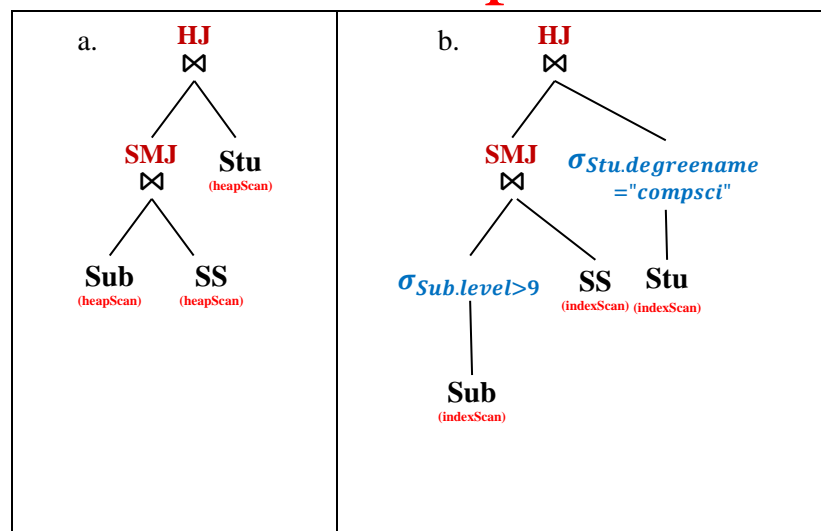 a.
HJ
⋈
SMJ
⋈
Stu
(heapScan)
Sub
(heapScan)
SS
(heapScan)
b.
HJ
⋈
SMJ
⋈
σStu.degreename
="compsci"
σSub.level>9
SS
(indexScan)
Stu
(indexScan)
Sub
(indexScan)